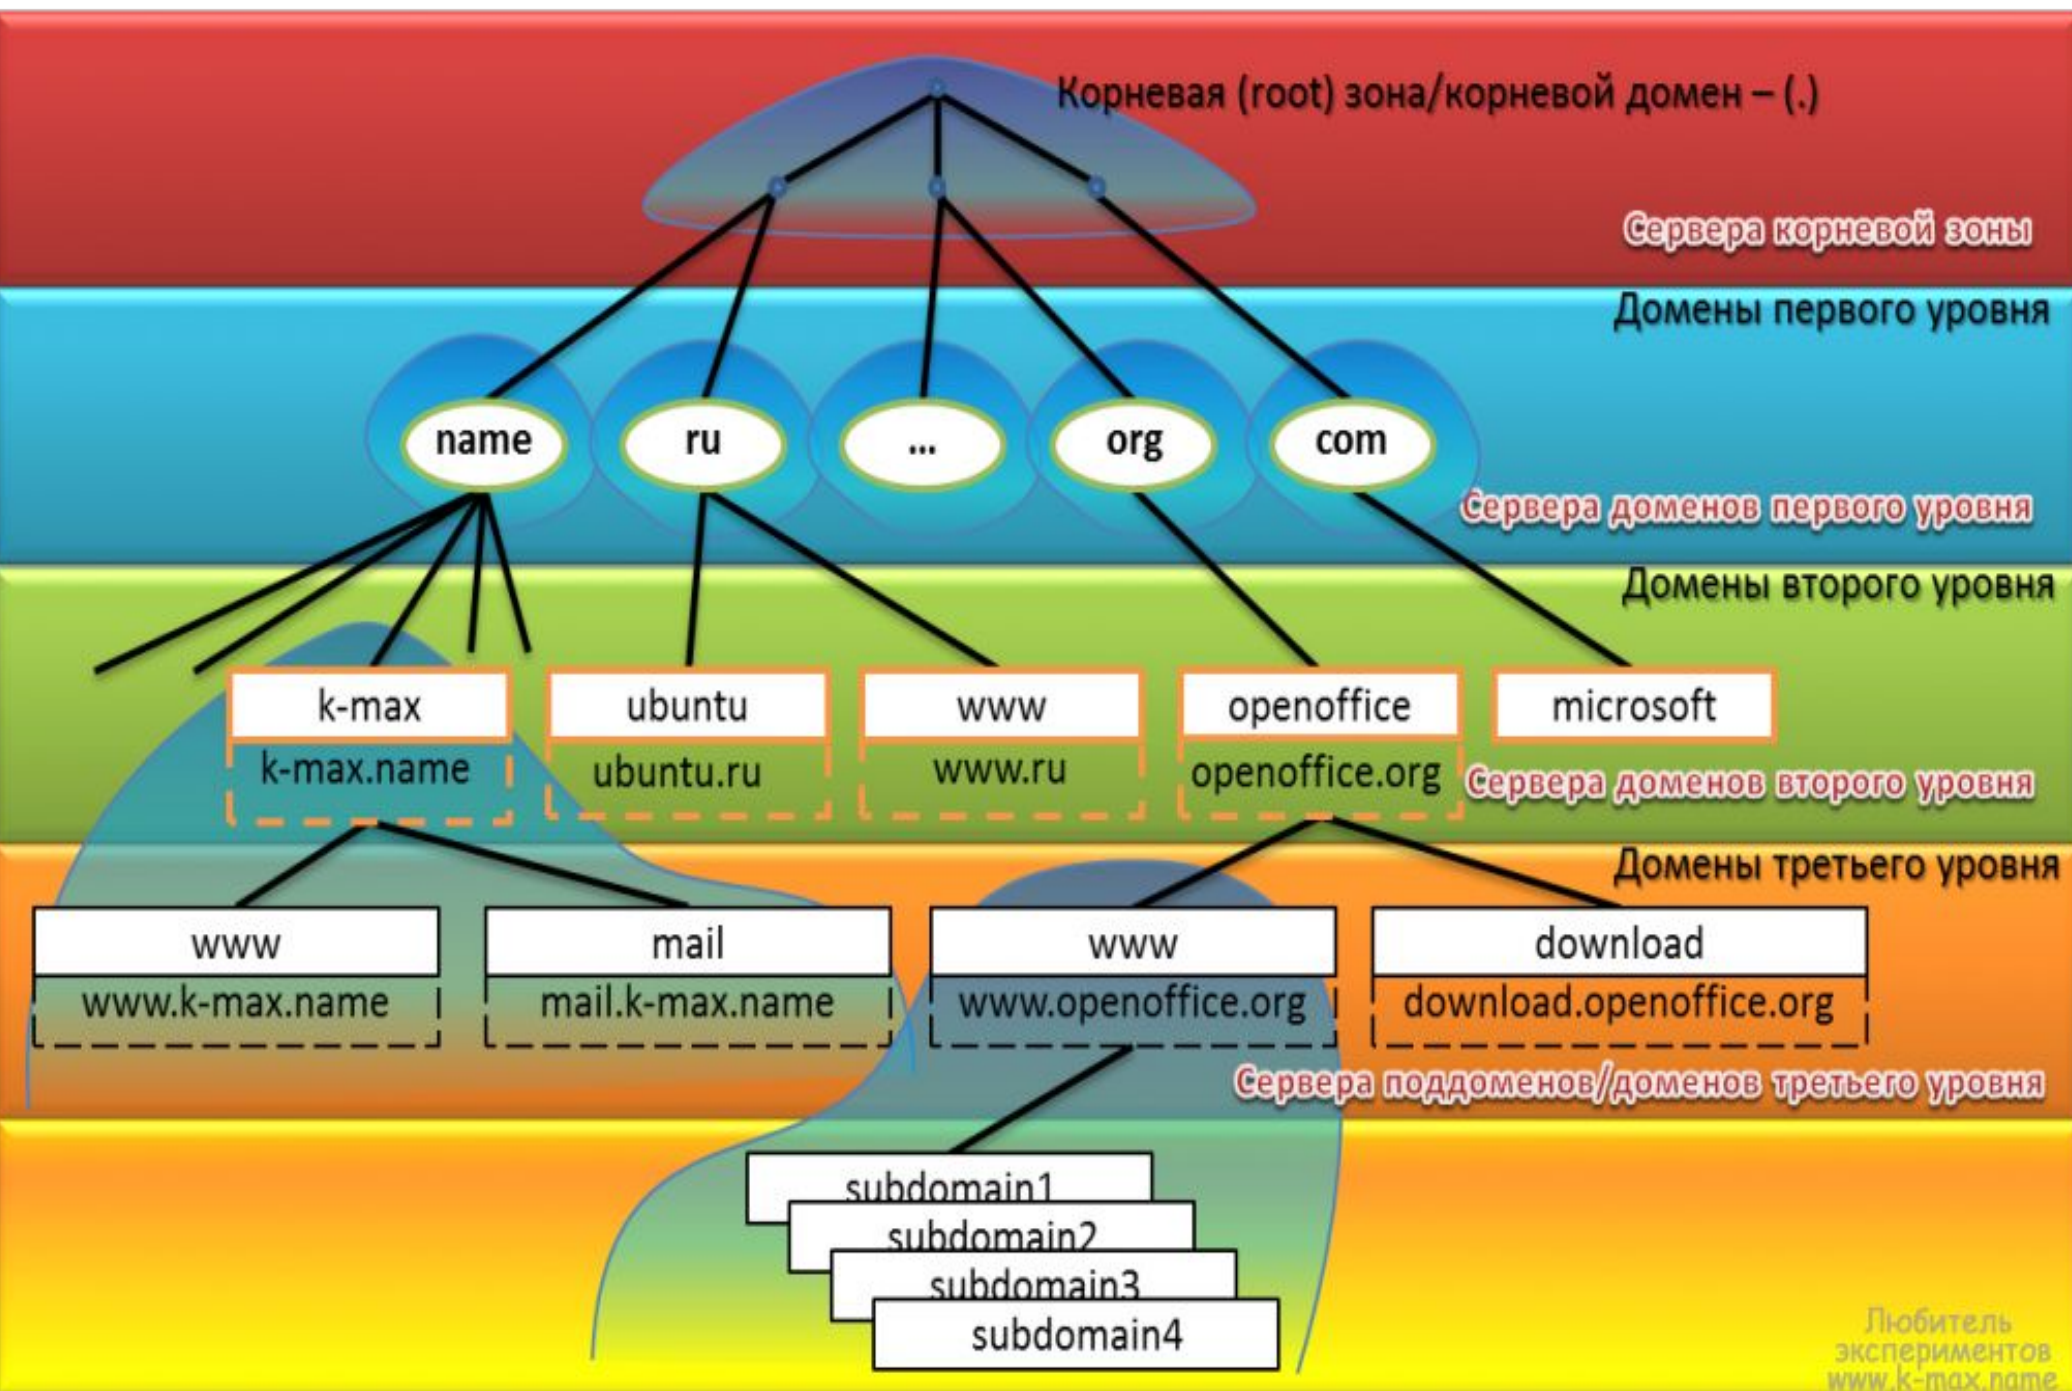 Корневая (root) зона/корневой домен – (.)
Сервера корневой зоны
Домены первого уровня
name
ru
...
org
com
Сервера доменов первого уровня
Домены второго уровня
k-max
ubuntu
www
openoffice
microsoft
k-max.name
ubuntu.ru
www.ru
openoffice.org
Сервера доменов второго уровня
Домены третьего уровня
www
mail
www
download
www.k-max.name
mail.k-max.name
www.openoffice.org
download.openoffice.org
Сервера поддоменов/доменов третьего уровня
subdomain1
subdomain2
subdomain3
subdomain4
Любитель
экспериментов
www.k-max.name